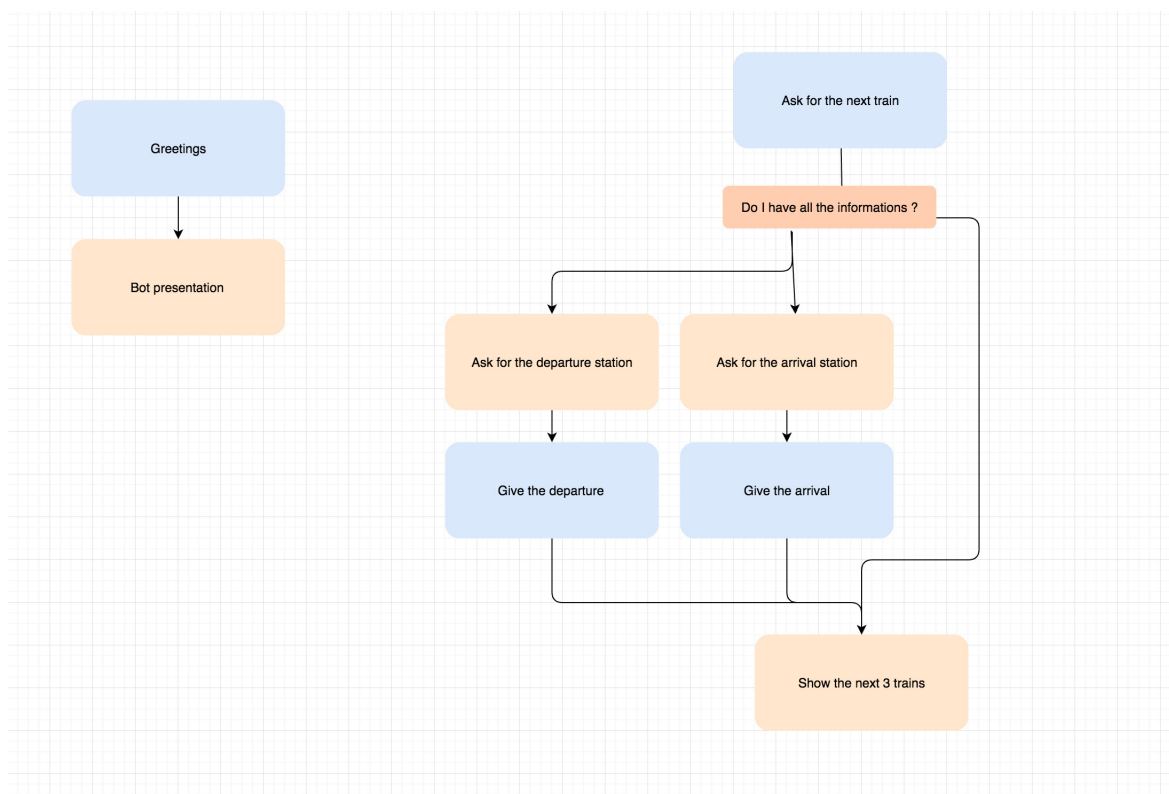 Greetings
Bot presentation
Ask for the next train
Do I have all the informations ?
Ask for the departure station
Ask for the arrival station
Give the departure
Give the arrival
Show the next 3 trains